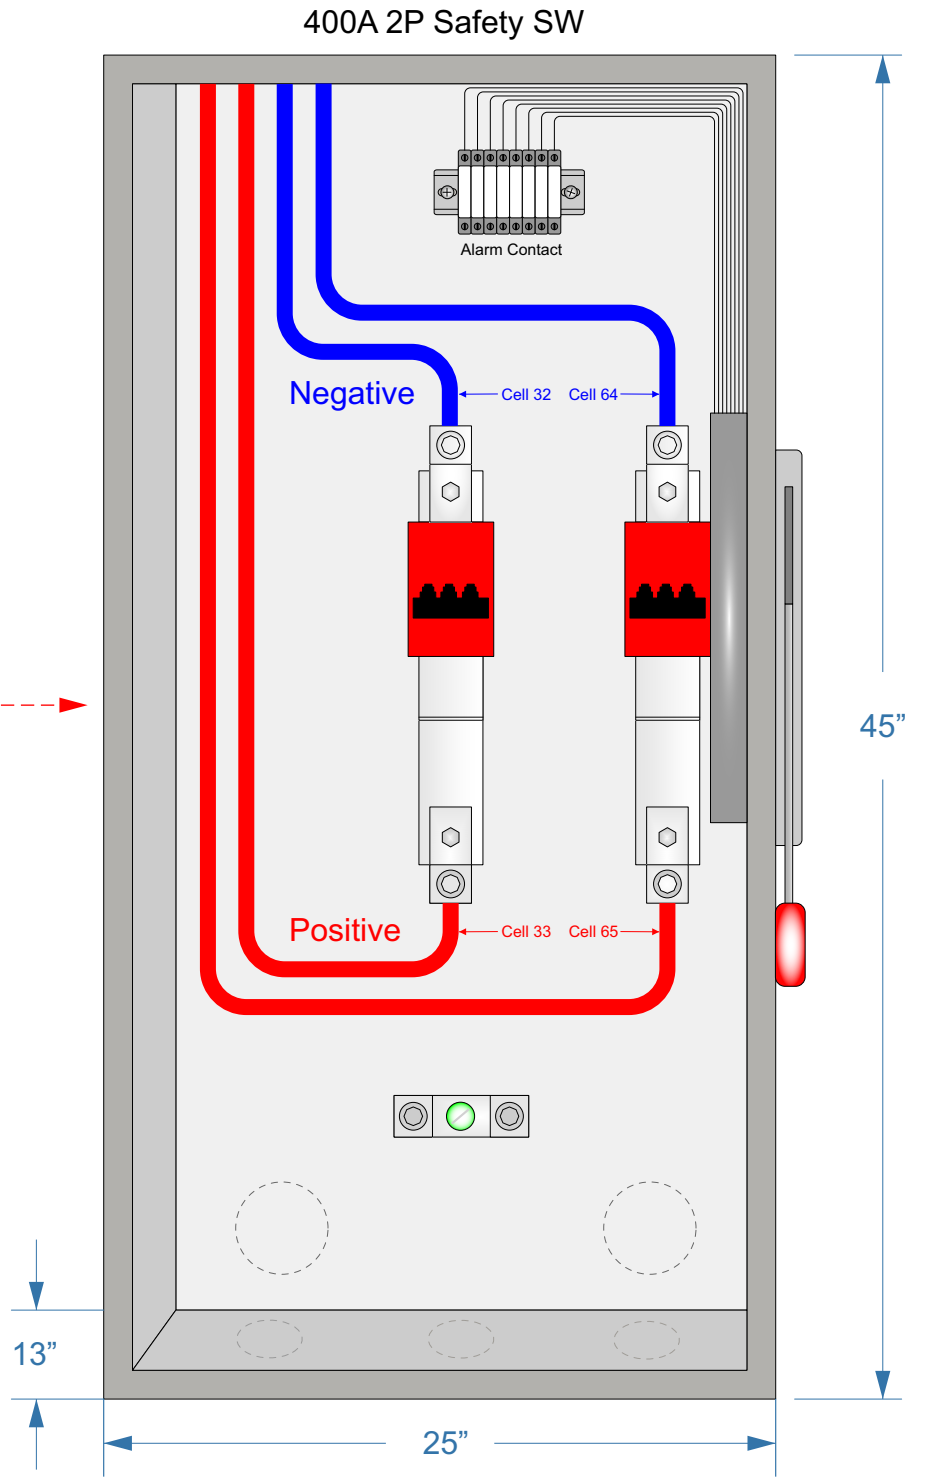 400A 2P Safety SW
Alarm Contact
Negative
Cell 32
Cell 64
45”
Positive
Cell 33
Cell 65
13”
25”